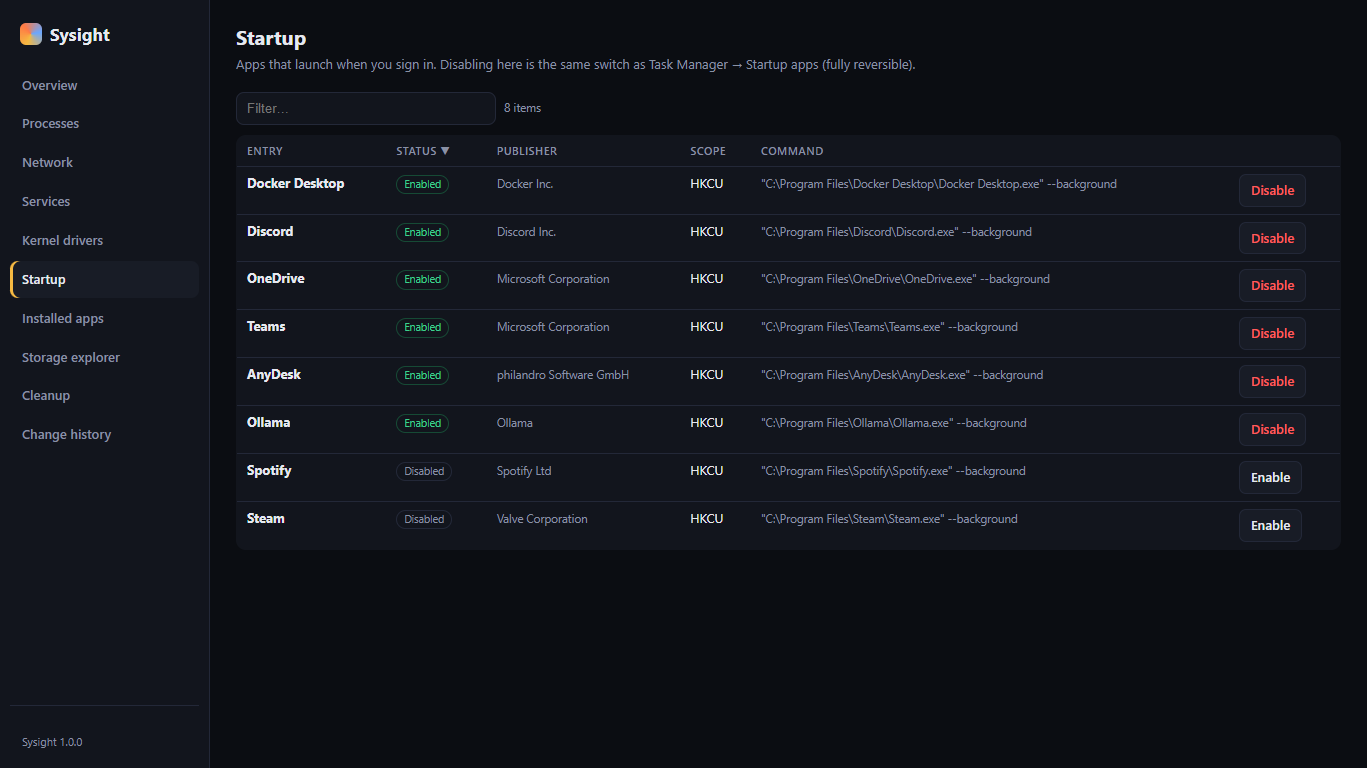 Sysight
Overview
Processes
Network
Services
Kernel drivers
Startup
Installed apps
Storage explorer
Cleanup
Change history
Sysight 1.0.0
Startup
Apps that launch when you sign in. Disabling here is the same switch as Task Manager → Startup apps (fully reversible).
Filter... 8 items
ENTRY STATUS ▼ PUBLISHER SCOPE COMMAND
Docker Desktop Enabled Docker Inc. HKCU "C:\Program Files\Docker Desktop\Docker Desktop.exe" --background Disable
Discord Enabled Discord Inc. HKCU "C:\Program Files\Discord\Discord.exe" --background Disable
OneDrive Enabled Microsoft Corporation HKCU "C:\Program Files\OneDrive\OneDrive.exe" --background Disable
Teams Enabled Microsoft Corporation HKCU "C:\Program Files\Teams\Teams.exe" --background Disable
AnyDesk Enabled philandro Software GmbH HKCU "C:\Program Files\AnyDesk\AnyDesk.exe" --background Disable
Ollama Enabled Ollama HKCU "C:\Program Files\Ollama\Ollama.exe" --background Disable
Spotify Disabled Spotify Ltd HKCU "C:\Program Files\Spotify\Spotify.exe" --background Enable
Steam Disabled Valve Corporation HKCU "C:\Program Files\Steam\Steam.exe" --background Enable